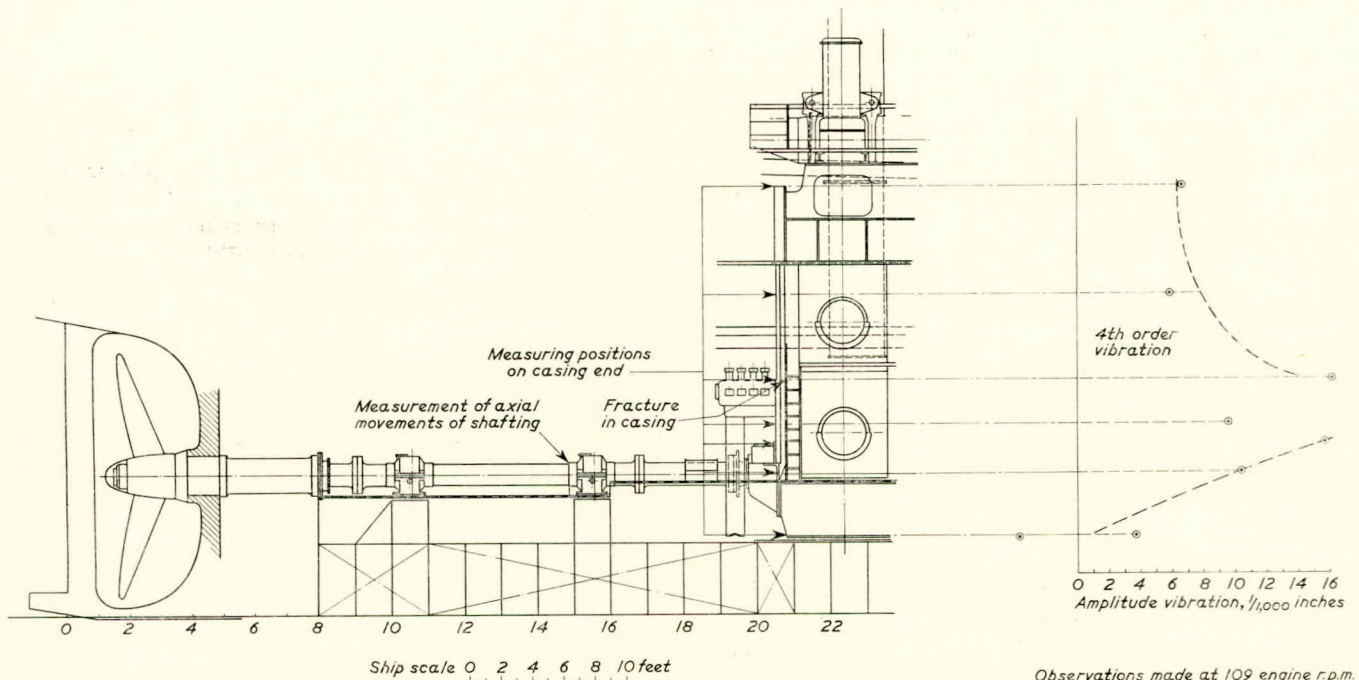 Measuring positions
on casing end
Measurement of axial
movements of shafting
Fracture
in casing
4th order
vibration
0 2 4 6 8 10 12 14 16
Amplitude vibration, 1/1,000 inches
0 2 4 6 8 10 12 14 16 18 20 22
Ship scale 0 2 4 6 8 10 feet
Observations made at 109 engine r.p.m.